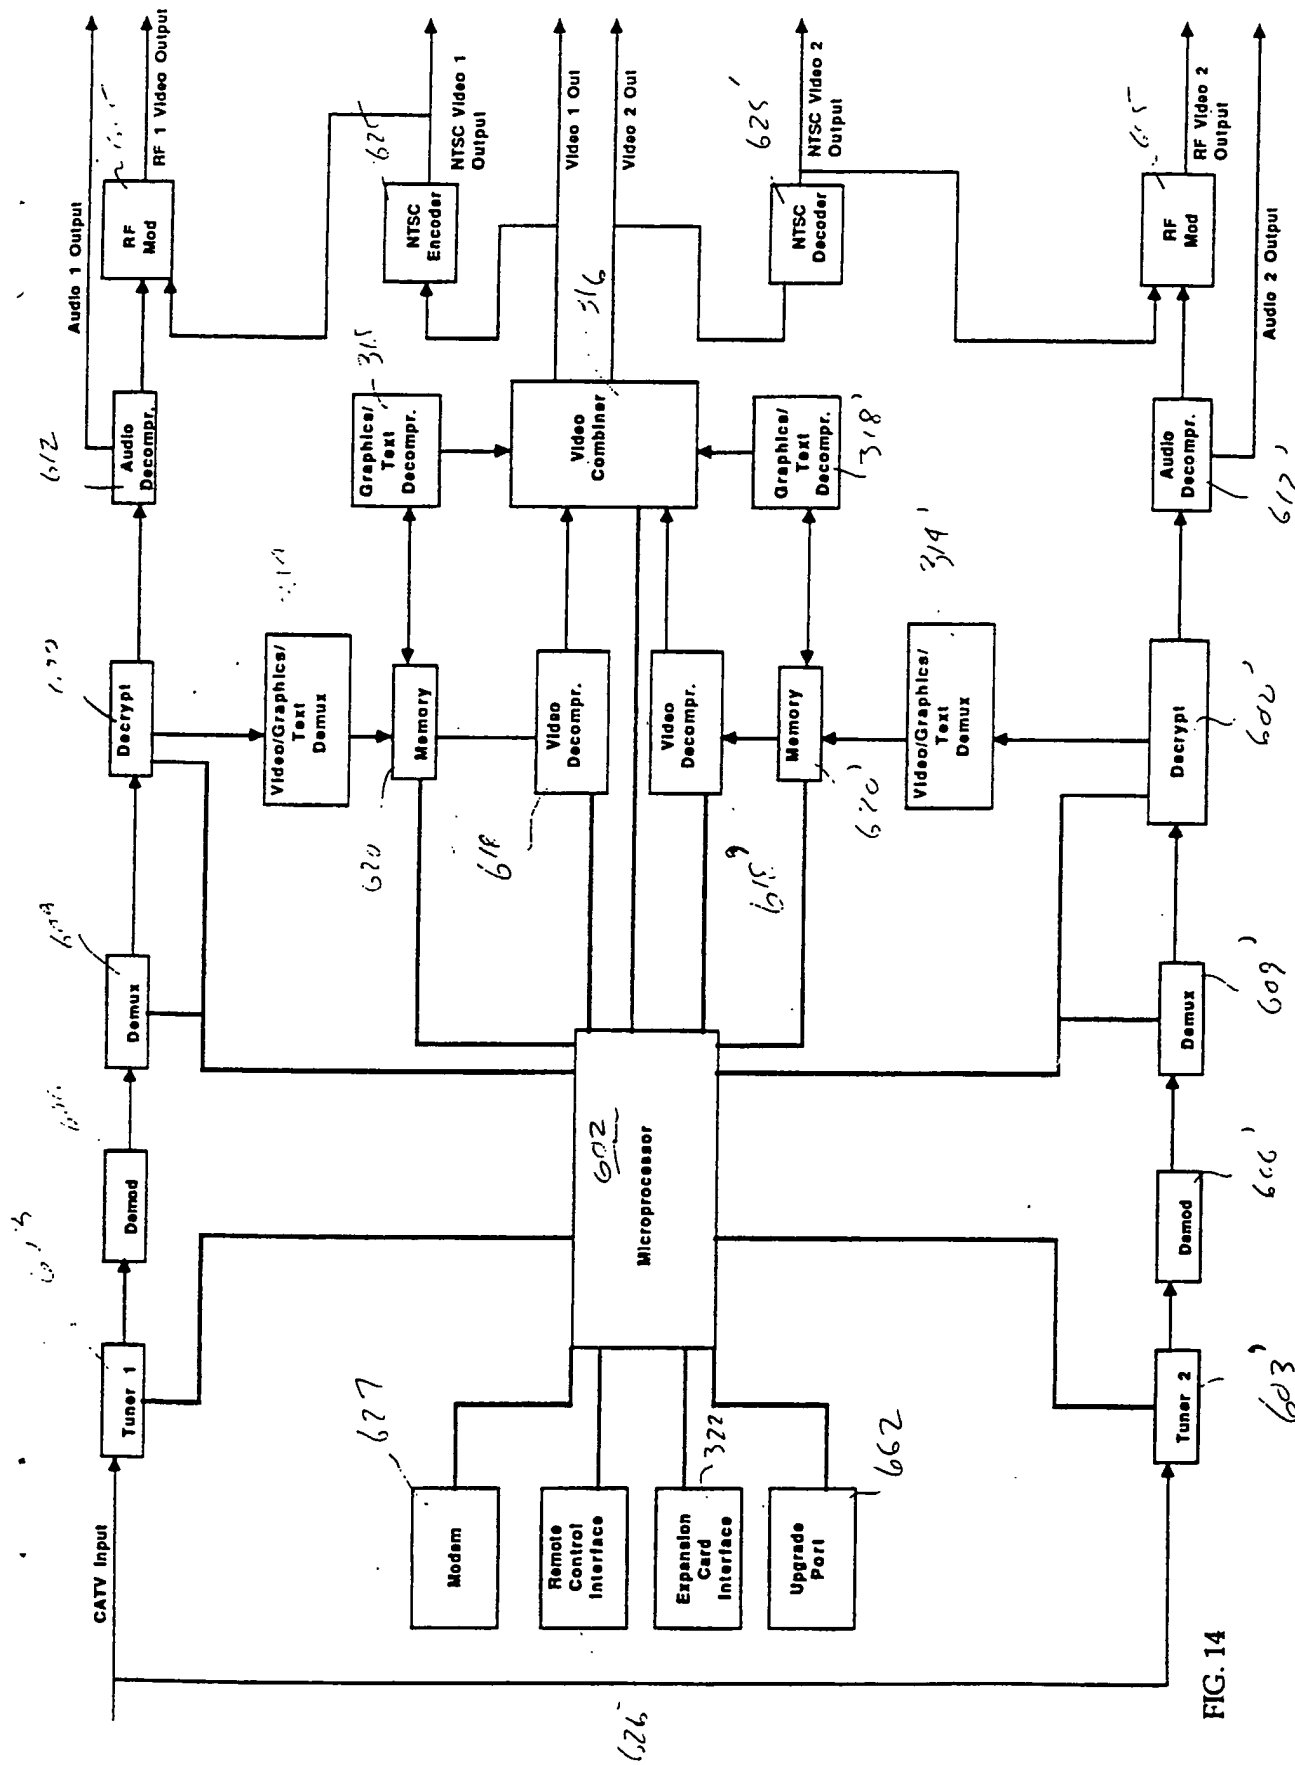 CATV Input
Tuner 1
Demod
Demux
Decrypt
Audio
Decompr.
612
RF
Mod
Audio 1 Output
RF 1 Video Output
Video/Graphics/
Text
Demux
Memory
620
Graphics/
Text
Decompr.
315
NTSC
Encoder
625
NTSC Video 1
Output
Modem
627
Remote
Control
Interface
Expansion
Card
Interface
322
Upgrade
Port
662
Microprocessor
602
Video
Decompr.
618
Video
Decompr.
618'
Video
Combiner
316
Video 1 Out
Video 2 Out
Memory
620'
Graphics/
Text
Decompr.
318'
NTSC
Decoder
625'
NTSC Video 2
Output
Video/Graphics/
Text
Demux
314'
Tuner 2
603'
Demod
606'
Demux
609'
Decrypt
602'
Audio
Decompr.
612'
RF
Mod
615'
RF Video 2
Output
Audio 2 Output
626
FIG. 14